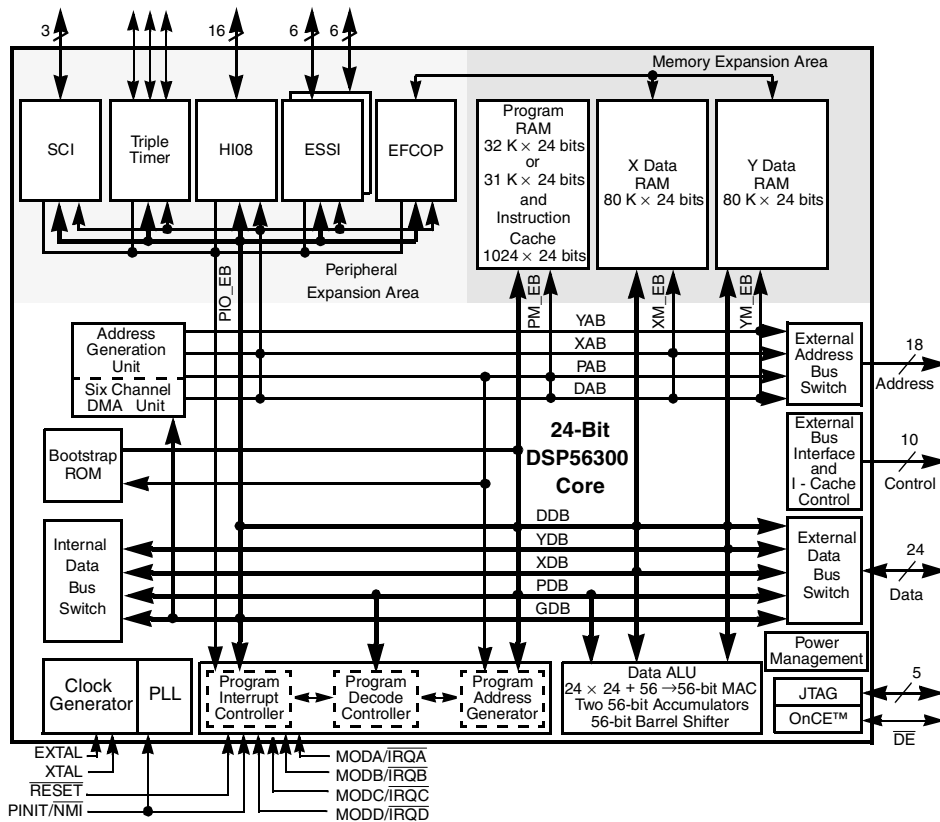 3
16
6
6
Memory Expansion Area
SCI
Triple
Timer
HI08
ESSI
EFCOP
Program
RAM
32 K × 24 bits
or
31 K × 24 bits
and
Instruction
Cache
1024 × 24 bits
X Data
RAM
80 K × 24 bits
Y Data
RAM
80 K × 24 bits
Peripheral
Expansion Area
PIO_EB
PM_EB
XM_EB
YM_EB
Address
Generation
Unit
Six Channel
DMA Unit
YAB
XAB
PAB
DAB
External
Address
Bus
Switch
18
Address
24-Bit
DSP56300
Core
Bootstrap
ROM
External
Bus
Interface
and
I - Cache
Control
10
Control
DDB
YDB
XDB
PDB
GDB
Internal
Data
Bus
Switch
External
Data
Bus
Switch
24
Data
Power
Management
Clock
Generator
PLL
Program
Interrupt
Controller
Program
Decode
Controller
Program
Address
Generator
Data ALU
24 × 24 + 56 →56-bit MAC
Two 56-bit Accumulators
56-bit Barrel Shifter
JTAG
OnCE™
5
DE
EXTAL
XTAL
RESET
PINIT/NMI
MODA/IRQA
MODB/IRQB
MODC/IRQC
MODD/IRQD